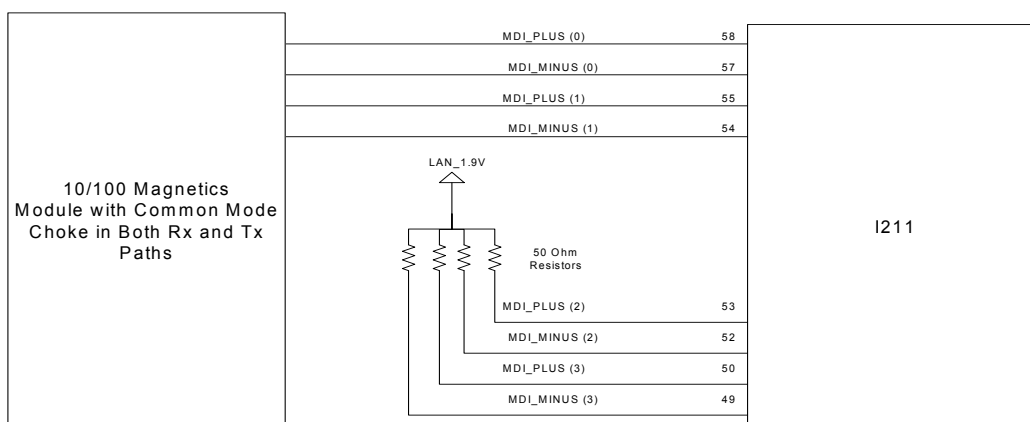 MDI_PLUS (0) 58
MDI_MINUS (0) 57
MDI_PLUS (1) 55
MDI_MINUS (1) 54
LAN_1.9V
10/100 Magnetics
Module with Common Mode
Choke in Both Rx and Tx
Paths
I211
50 Ohm
Resistors
MDI_PLUS (2) 53
MDI_MINUS (2) 52
MDI_PLUS (3) 50
MDI_MINUS (3) 49